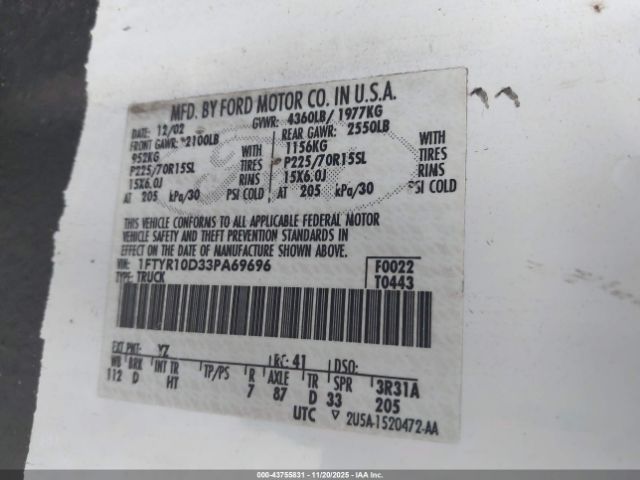 MFD. BY FORD MOTOR CO. IN U.S.A.
DATE: 12/02 GVWR: 4360LB/ 1977KG
FRONT GAWR: 2100LB REAR GAWR: 2550LB
952KG WITH 1156KG WITH
P225/70R15SL TIRES P225/70R15SL TIRES
15X6.0J RIMS 15X6.0J RIMS
AT 205 kPa/30 PSI COLD AT 205 kPa/30 PSI COLD
THIS VEHICLE CONFORMS TO ALL APPLICABLE FEDERAL MOTOR
VEHICLE SAFETY AND THEFT PREVENTION STANDARDS IN
EFFECT ON THE DATE OF MANUFACTURE SHOWN ABOVE.
VIN: 1FTYR10D33PA69696 F0022
TYPE: TRUCK T0443
EXT PNT: YZ RC: 41 DSO:
WB BRK INT TR TP/PS R AXLE TR SPR 3R31A
112 D HT 7 87 D 33 205
UTC ▽ 2U5A-1520472-AA
000-43755831 - 11/20/2025 - IAAI.COM